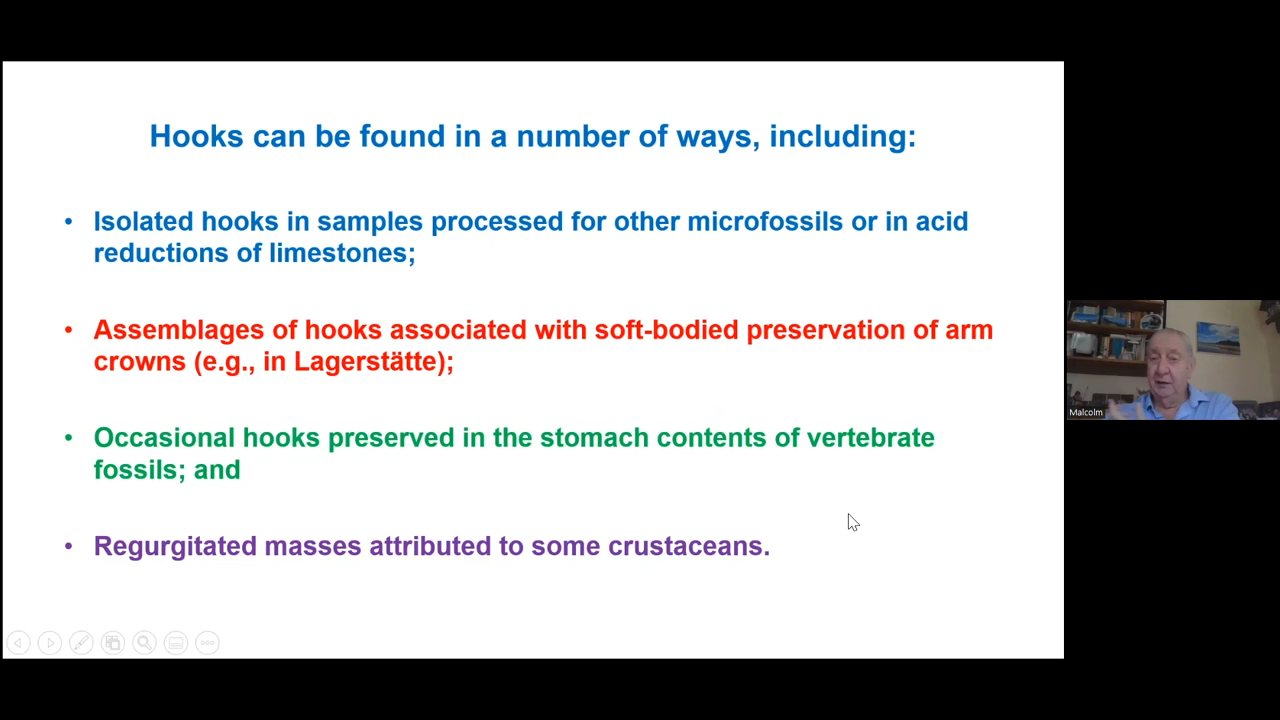 Hooks can be found in a number of ways, including:
• Isolated hooks in samples processed for other microfossils or in acid
reductions of limestones;
• Assemblages of hooks associated with soft-bodied preservation of arm
crowns (e.g., in Lagerstätte);
• Occasional hooks preserved in the stomach contents of vertebrate
fossils; and
• Regurgitated masses attributed to some crustaceans.
Malcolm